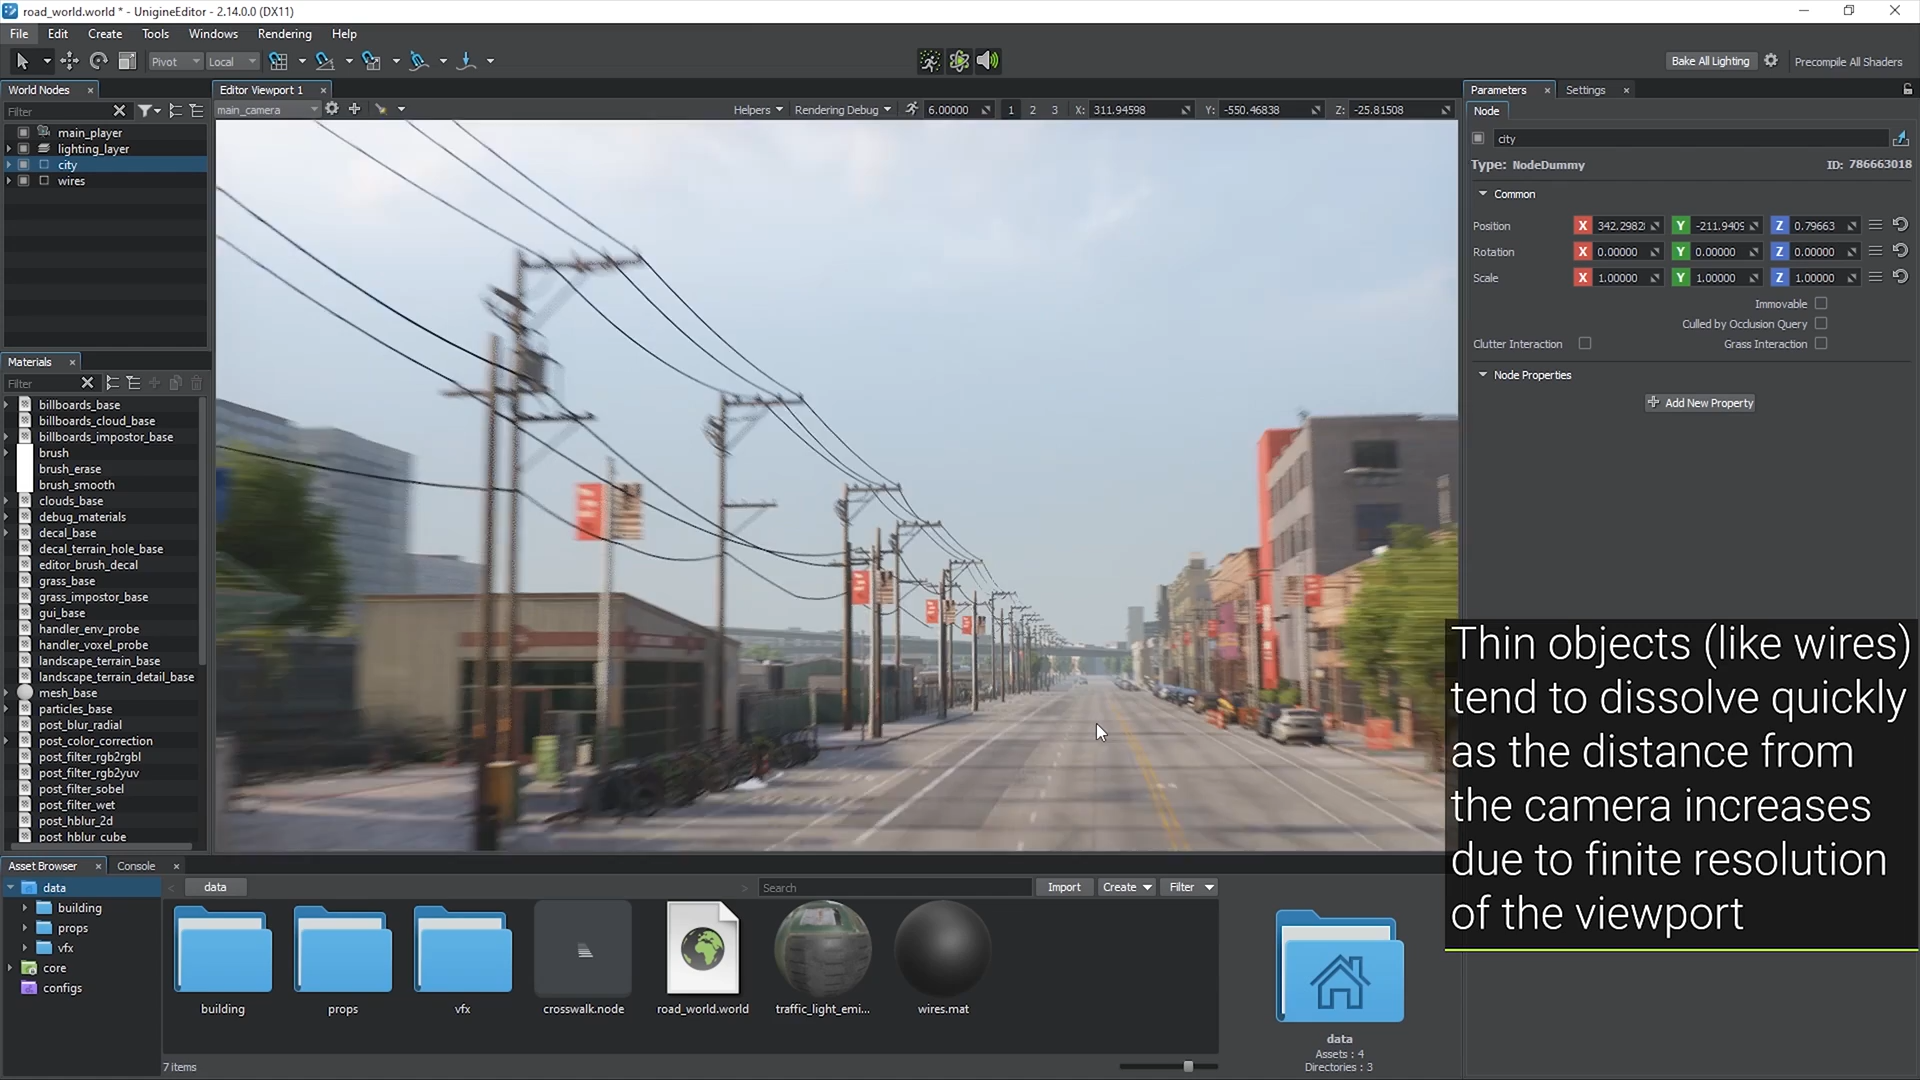 road_world.world * - UnigineEditor - 2.14.0.0 (DX11)
File Edit Create Tools Windows Rendering Help
Pivot Local Bake All Lighting Precompile All Shaders
World Nodes
Filter
main_player
lighting_layer
city
wires
Editor Viewport 1
main_camera Helpers Rendering Debug 6.00000 1 2 3 X: 311.94598 Y: -550.46838 Z: -25.81508
Materials
Filter
billboards_base
billboards_cloud_base
billboards_impostor_base
brush
brush_erase
brush_smooth
clouds_base
debug_materials
decal_base
decal_terrain_hole_base
editor_brush_decal
grass_base
grass_impostor_base
gui_base
handler_env_probe
handler_voxel_probe
landscape_terrain_base
landscape_terrain_detail_base
mesh_base
particles_base
post_blur_radial
post_color_correction
post_filter_rgb2rgbl
post_filter_rgb2yuv
post_filter_sobel
post_filter_wet
post_hblur_2d
post_hblur_cube
Parameters Settings
Node
city
Type: NodeDummy ID: 786663018
Common
Position X 342.2982 Y -211.940 Z 0.79663
Rotation X 0.00000 Y 0.00000 Z 0.00000
Scale X 1.00000 Y 1.00000 Z 1.00000
Immovable
Culled by Occlusion Query
Clutter Interaction Grass Interaction
Node Properties
Add New Property
Thin objects (like wires)
tend to dissolve quickly
as the distance from
the camera increases
due to finite resolution
of the viewport
Asset Browser Console
data
building
props
vfx
core
configs
data Search Import Create Filter
building props vfx crosswalk.node road_world.world traffic_light_emi... wires.mat
7 items
data
Assets : 4
Directories : 3